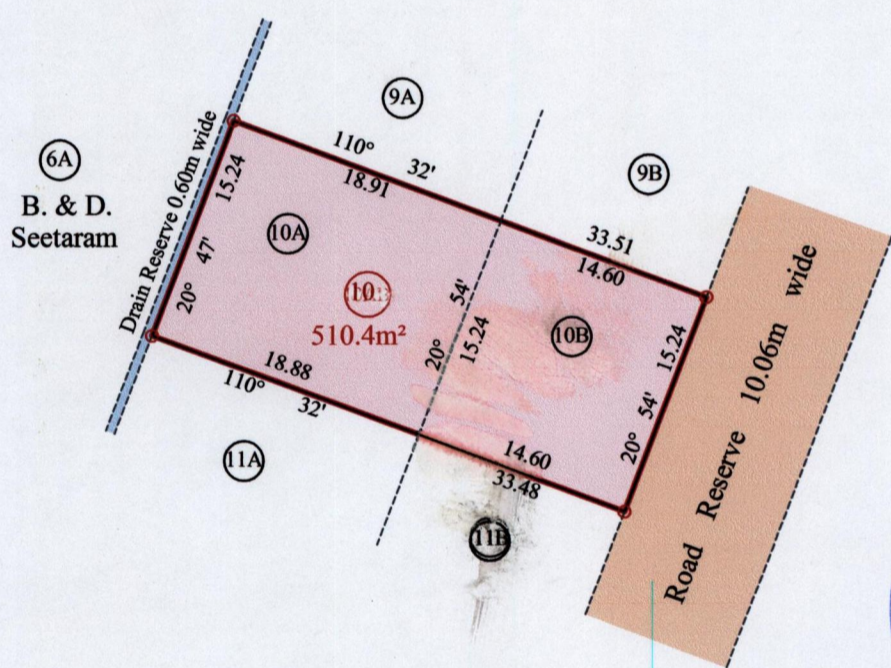 9A
6A
B. & D.
Seetaram
Drain Reserve 0.60m wide
110° 32'
18.91
9B
15.24
10A
20° 47'
33.51
14.60
10
510.4m²
20° 54'
15.24
10B
15.24
20° 54'
Road Reserve 10.06m wide
18.88
110° 32'
14.60
33.48
11A
11B